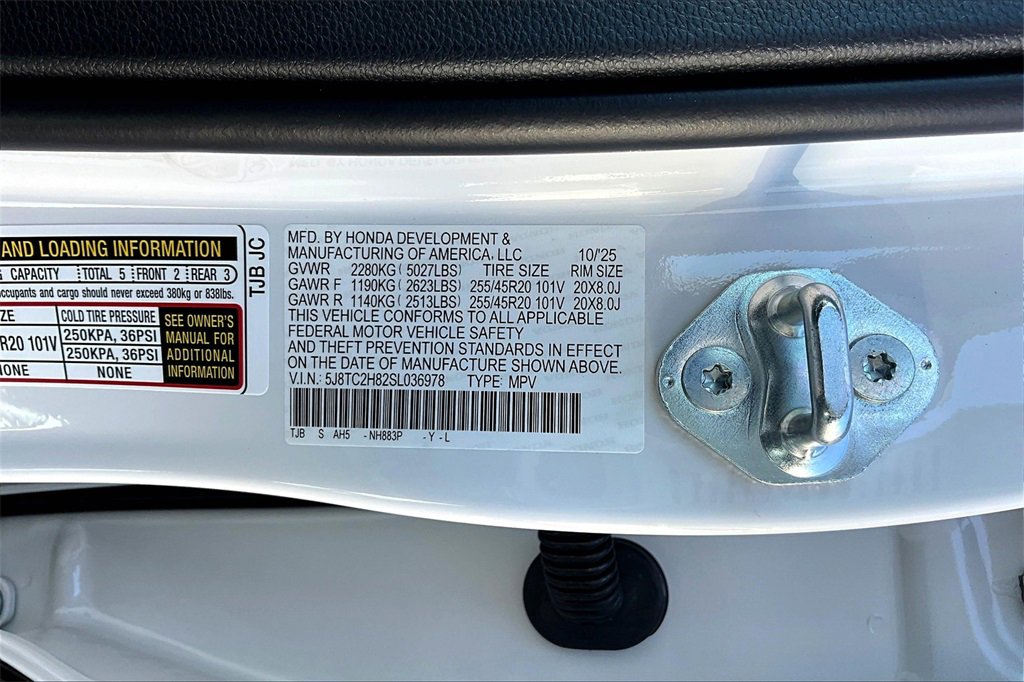 AND LOADING INFORMATION
CAPACITY TOTAL 5 FRONT 2 REAR 3
occupants and cargo should never exceed 380kg or 838lbs.
COLD TIRE PRESSURE
R20 101V 250KPA, 36PSI
250KPA, 36PSI
NONE NONE
SEE OWNER'S
MANUAL FOR
ADDITIONAL
INFORMATION
TJB JC
MFD. BY HONDA DEVELOPMENT &
MANUFACTURING OF AMERICA, LLC 10/'25
GVWR 2280KG ( 5027LBS) TIRE SIZE RIM SIZE
GAWR F 1190KG ( 2623LBS) 255/45R20 101V 20X8.0J
GAWR R 1140KG ( 2513LBS) 255/45R20 101V 20X8.0J
THIS VEHICLE CONFORMS TO ALL APPLICABLE
FEDERAL MOTOR VEHICLE SAFETY
AND THEFT PREVENTION STANDARDS IN EFFECT
ON THE DATE OF MANUFACTURE SHOWN ABOVE.
V.I.N.: 5J8TC2H82SL036978 TYPE: MPV
TJB S AH5 -NH883P -Y-L